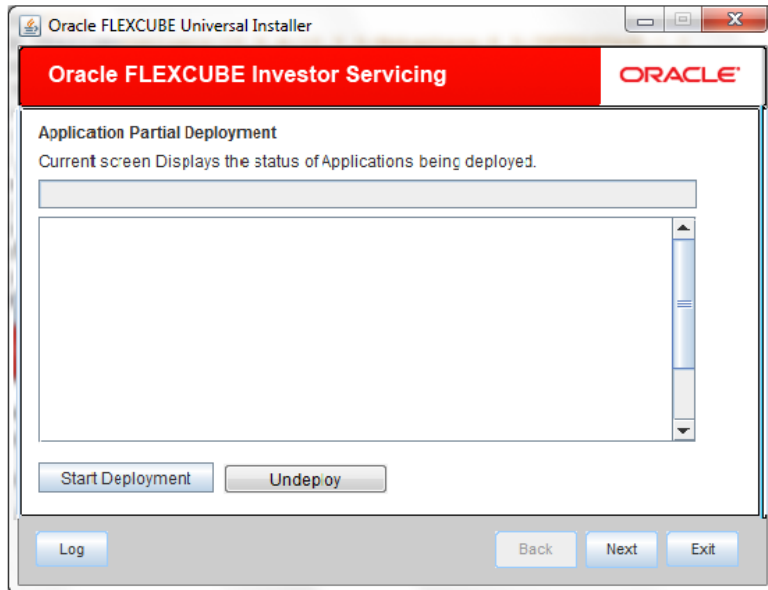 Oracle FLEXCUBE Universal Installer
Oracle FLEXCUBE Investor Servicing
ORACLE
Application Partial Deployment
Current screen Displays the status of Applications being deployed.
Start Deployment Undeploy
Log Back Next Exit